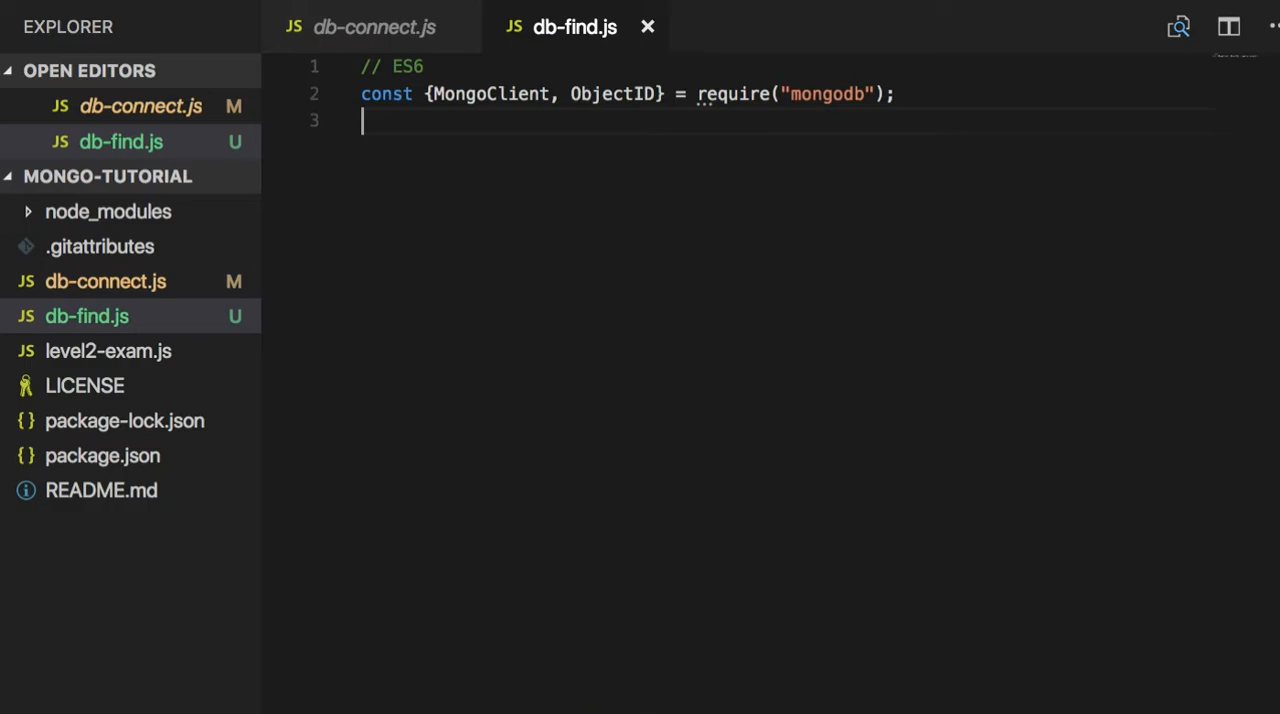 EXPLORER
OPEN EDITORS
JS db-connect.js M
JS db-find.js U
MONGO-TUTORIAL
node_modules
.gitattributes
JS db-connect.js M
JS db-find.js U
JS level2-exam.js
LICENSE
{} package-lock.json
{} package.json
README.md
JS db-connect.js
JS db-find.js
1 // ES6
2 const {MongoClient, ObjectID} = require("mongodb");
3